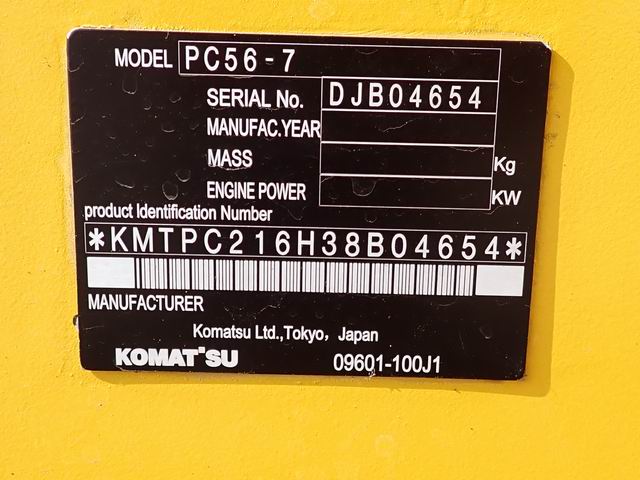 MODEL PC56-7
SERIAL No. DJB04654
MANUFAC.YEAR
MASS Kg
ENGINE POWER KW
product Identification Number
*KMTPC216H38B04654*
MANUFACTURER
Komatsu Ltd.,Tokyo, Japan
KOMATSU 09601-100J1